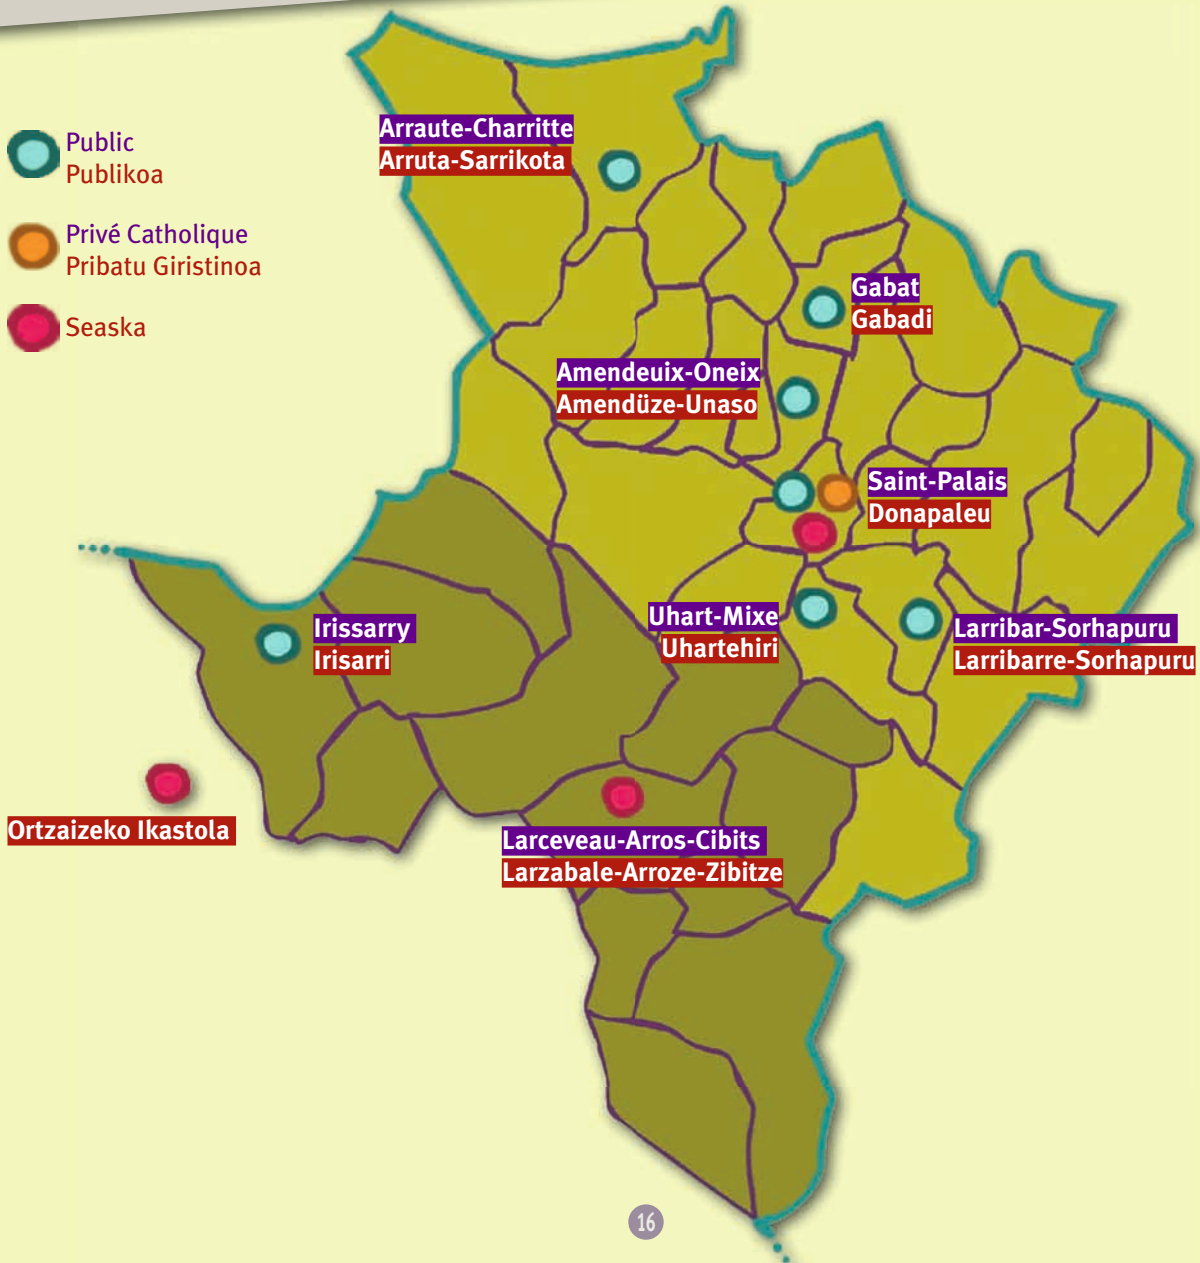 Public
Publikoa
Privé Catholique
Pribatu Giristinoa
Seaska
Arraute-Charritte
Arruta-Sarrikota
Gabat
Gabadi
Amendeuix-Oneix
Amendüze-Unaso
Saint-Palais
Donapaleu
Uhart-Mixe
Uhartehiri
Larribar-Sorhapuru
Larribarre-Sorhapuru
Irissarry
Irisarri
Ortzaizeko Ikastola
Larceveau-Arros-Cibits
Larzabale-Arroze-Zibitze
16